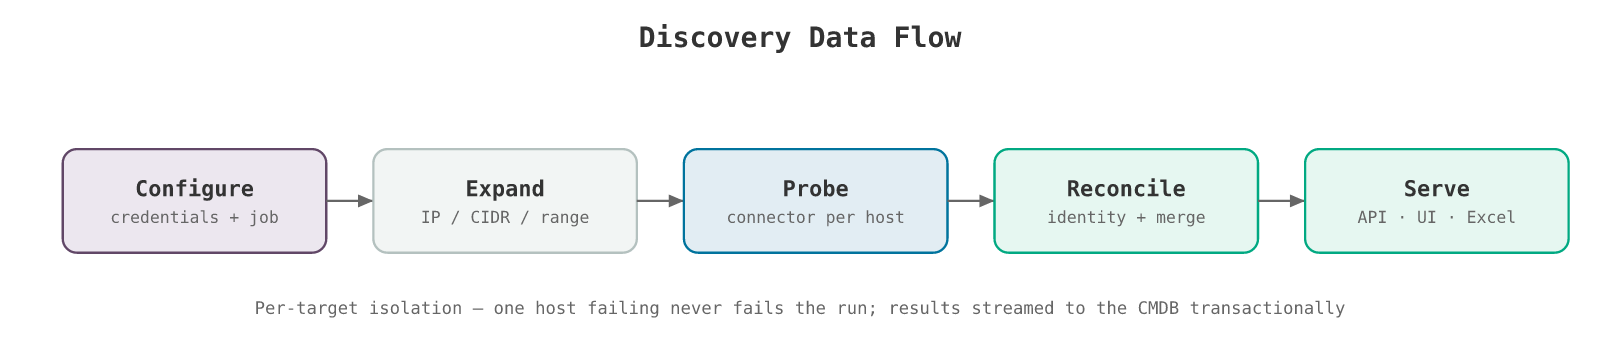 Discovery Data Flow
Configure
credentials + job
Expand
IP / CIDR / range
Probe
connector per host
Reconcile
identity + merge
Serve
API · UI · Excel
Per-target isolation — one host failing never fails the run; results streamed to the CMDB transactionally